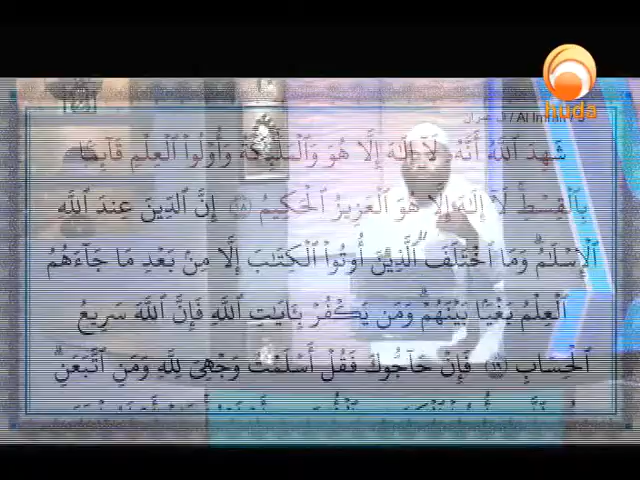 huda
آل عمران / Al Imran
شَهِدَ ٱللَّهُ أَنَّهُۥ لَآ إِلَـٰهَ إِلَّا هُوَ وَٱلْمَلَـٰٓئِكَةُ وَأُو۟لُوا۟ ٱلْعِلْمِ قَآئِمًۢا
بِٱلْقِسْطِ ۚ لَآ إِلَـٰهَ إِلَّا هُوَ ٱلْعَزِيزُ ٱلْحَكِيمُ ﴿١٨﴾ إِنَّ ٱلدِّينَ عِندَ ٱللَّهِ
ٱلْإِسْلَـٰمُ ۗ وَمَا ٱخْتَلَفَ ٱلَّذِينَ أُوتُوا۟ ٱلْكِتَـٰبَ إِلَّا مِنۢ بَعْدِ مَا جَآءَهُمُ
ٱلْعِلْمُ بَغْيًۢا بَيْنَهُمْ ۗ وَمَن يَكْفُرْ بِـَٔايَـٰتِ ٱللَّهِ فَإِنَّ ٱللَّهَ سَرِيعُ
ٱلْحِسَابِ ﴿١٩﴾ فَإِنْ حَآجُّوكَ فَقُلْ أَسْلَمْتُ وَجْهِىَ لِلَّهِ وَمَنِ ٱتَّبَعَنِ ۗ